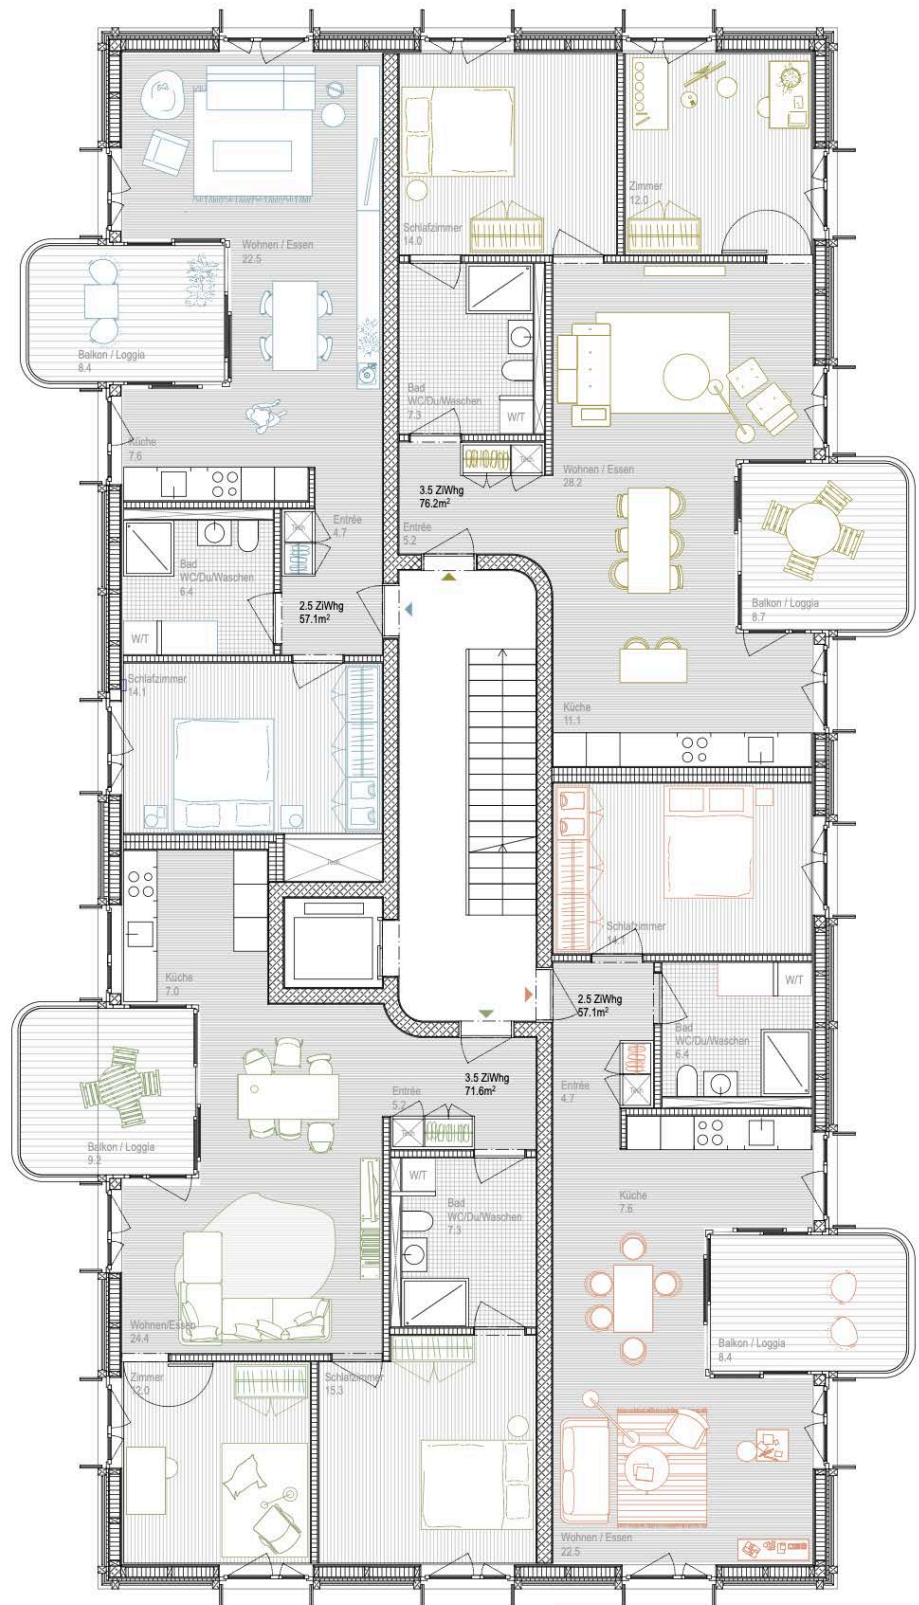 Zimmer
12.0
Schlafzimmer
14.0
Wohnen / Essen
22.5
Balkon / Loggia
8.4
Bad
WC/Du/Waschen
7.3
W/T
Küche
7.6
Tech.
Wohnen / Essen
28.2
3.5 ZiWhg
76.2m²
Entrée
5.2
Tech.
Entrée
4.7
Bad
WC/Du/Waschen
6.4
W/T
2.5 ZiWhg
57.1m²
Balkon / Loggia
8.7
Schlafzimmer
14.1
Küche
11.1
Tech.
Schlafzimmer
14.1
Küche
7.0
W/T
2.5 ZiWhg
57.1m²
Bad
WC/Du/Waschen
6.4
Entrée
4.7
Tech.
3.5 ZiWhg
71.6m²
Entrée
5.2
Tech.
Balkon / Loggia
9.2
W/T
Bad
WC/Du/Waschen
7.3
Küche
7.6
Wohnen/Essen
24.4
Balkon / Loggia
8.4
Zimmer
12.0
Schlafzimmer
15.3
Wohnen / Essen
22.5